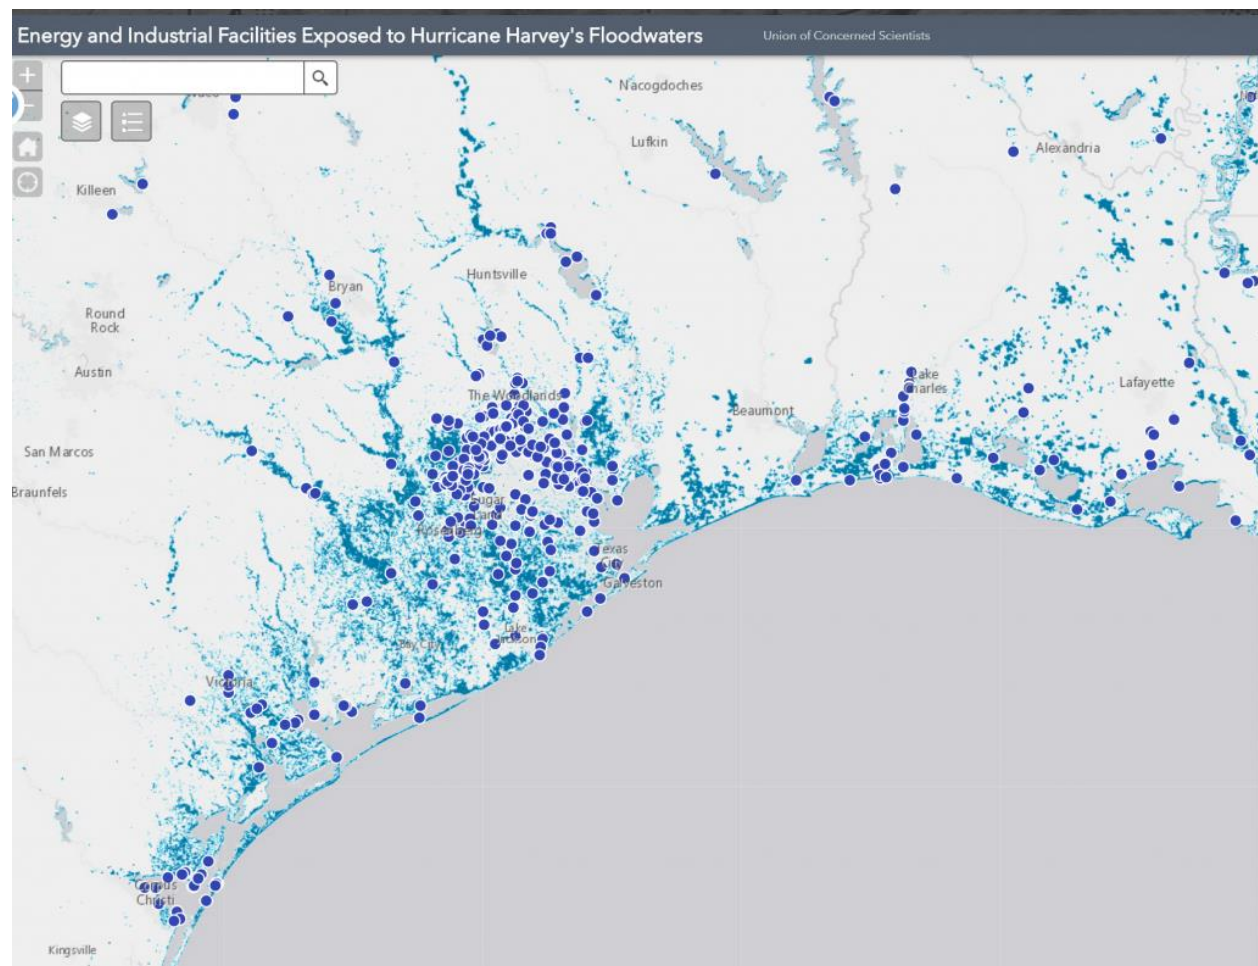 Energy and Industrial Facilities Exposed to Hurricane Harvey's Floodwaters
Union of Concerned Scientists
Nacogdoches
Lufkin
Alexandria
Killeen
Huntsville
Bryan
Round
Rock
Austin
Lake
Charles
Lafayette
The Woodlands
Beaumont
San Marcos
Braunfels
Sugar
Land
Rosenberg
Texas
City
Galveston
Lake
Jackson
Bay City
Victoria
Corpus
Christi
Kingsville